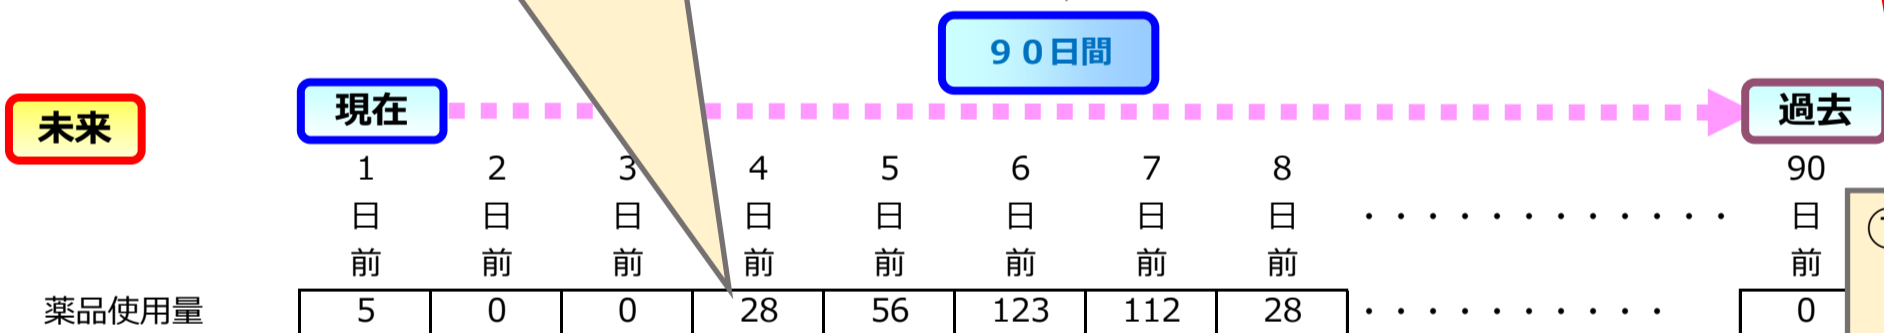 ９０日間
未来
現在
過去
1日前 2日前 3日前 4日前 5日前 6日前 7日前 8日前 ・・・・・・・・・・・・ 90日前
薬品使用量 5 0 0 28 56 123 112 28 ・・・・・・・・・・ 0